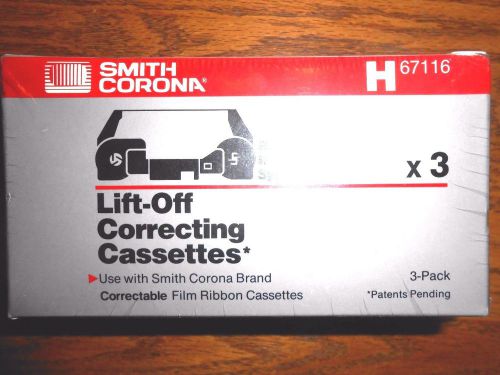 SMITH
CORONA®
H 67116
x 3
Lift-Off
Correcting
Cassettes*
Use with Smith Corona Brand
Correctable Film Ribbon Cassettes
3-Pack
*Patents Pending